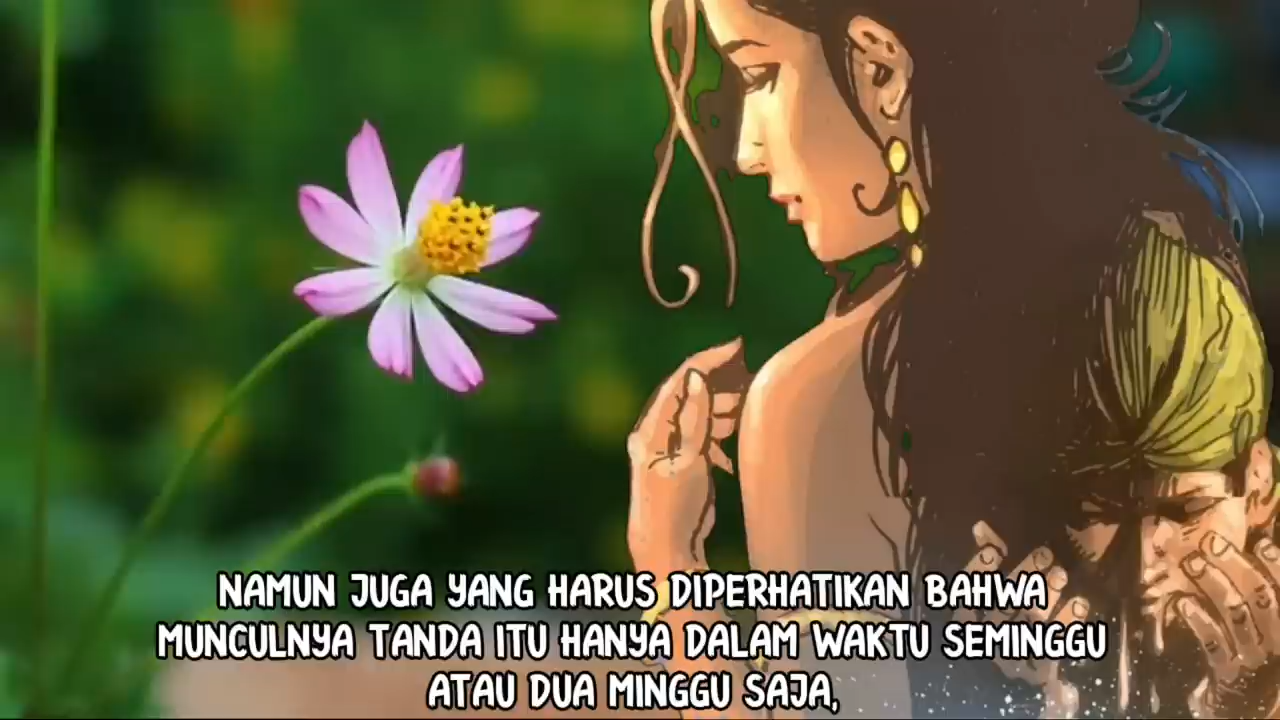 NAMUN JUGA YANG HARUS DIPERHATIKAN BAHWA
MUNCULNYA TANDA ITU HANYA DALAM WAKTU SEMINGGU
ATAU DUA MINGGU SAJA,